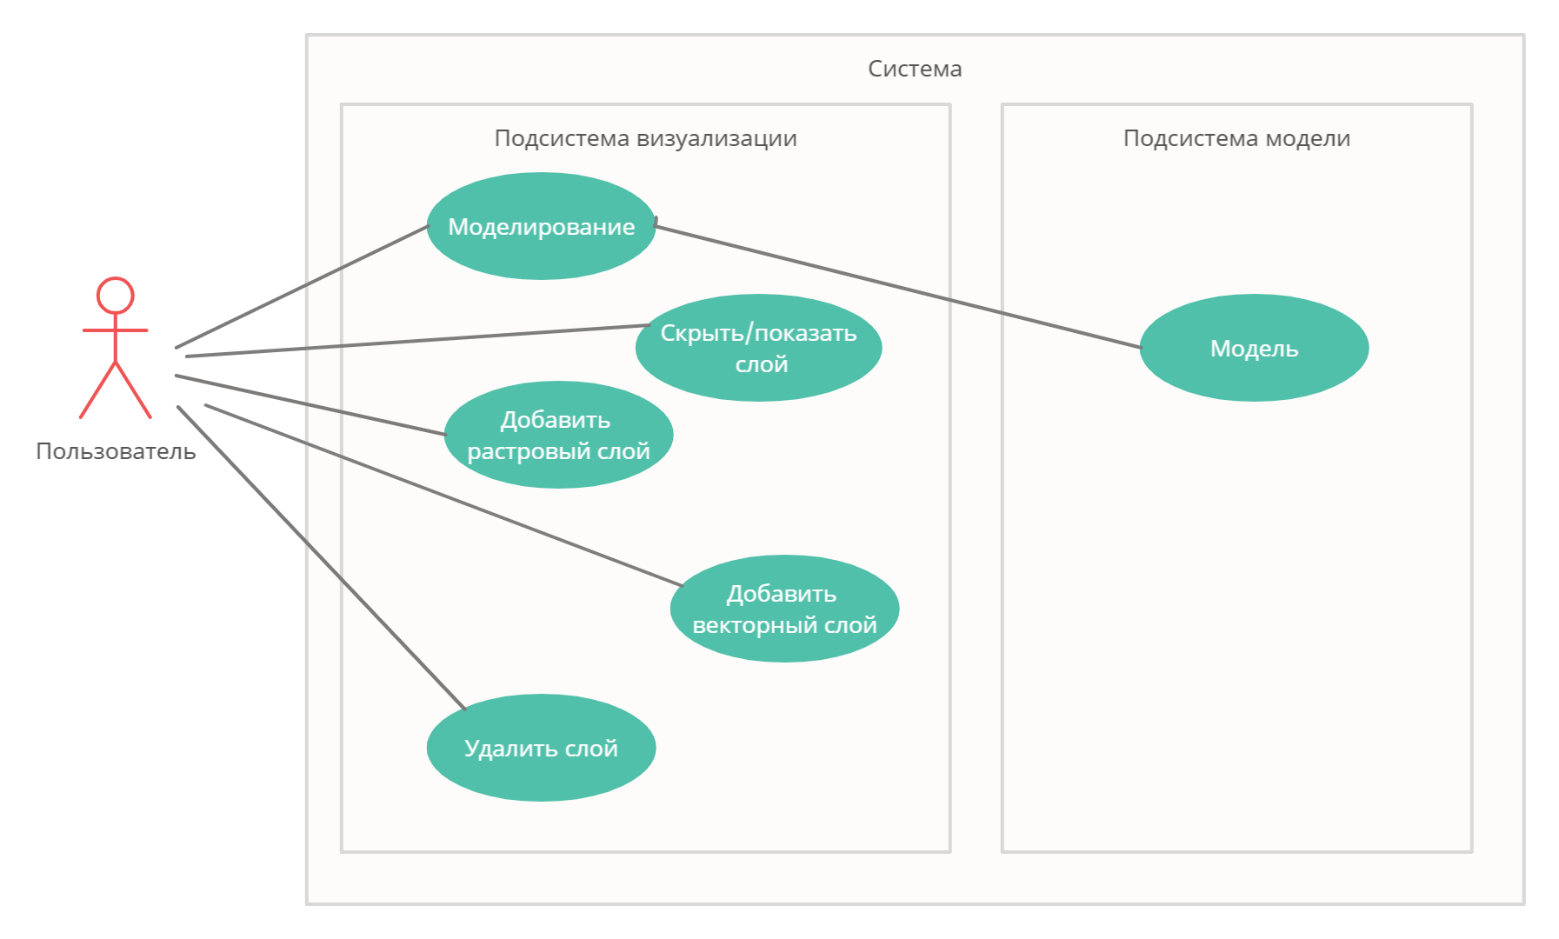 Система
Подсистема визуализации
Подсистема модели
Моделирование
Скрыть/показать
слой
Модель
Добавить
растровый слой
Пользователь
Добавить
векторный слой
Удалить слой